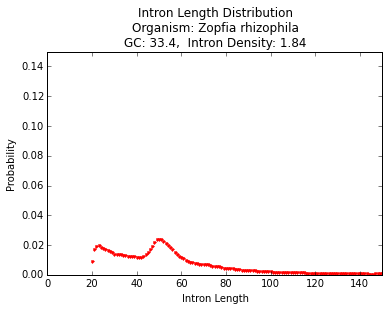 Intron Length Distribution
Organism: Zopfia rhizophila
GC: 33.4,  Intron Density: 1.84
0.14
0.12
0.10
0.08
0.06
0.04
0.02
0.00
Probability
0 20 40 60 80 100 120 140
Intron Length